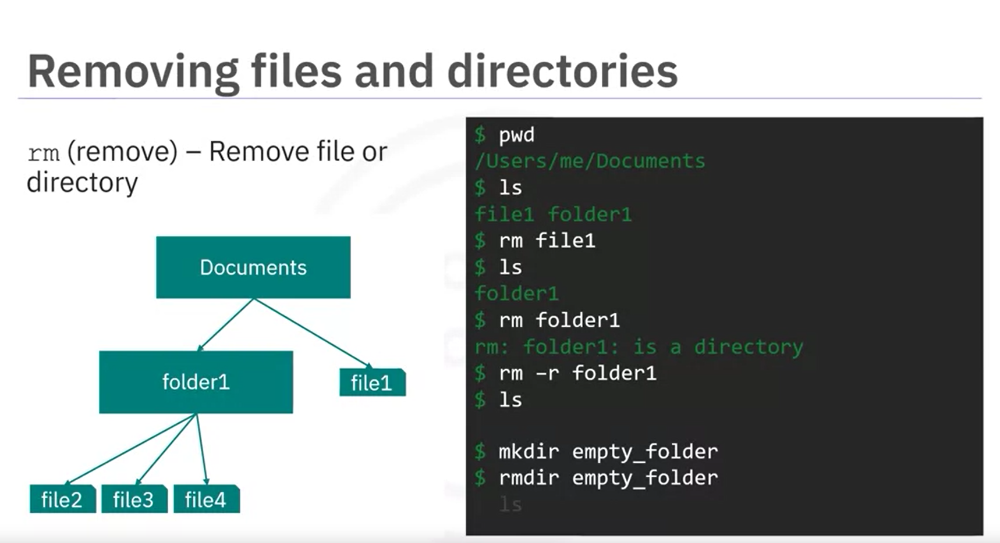 Removing files and directories
rm (remove) – Remove file or
directory
Documents
folder1
file1
file2
file3
file4
$ pwd
/Users/me/Documents
$ ls
file1 folder1
$ rm file1
$ ls
folder1
$ rm folder1
rm: folder1: is a directory
$ rm –r folder1
$ ls
$ mkdir empty_folder
$ rmdir empty_folder
ls